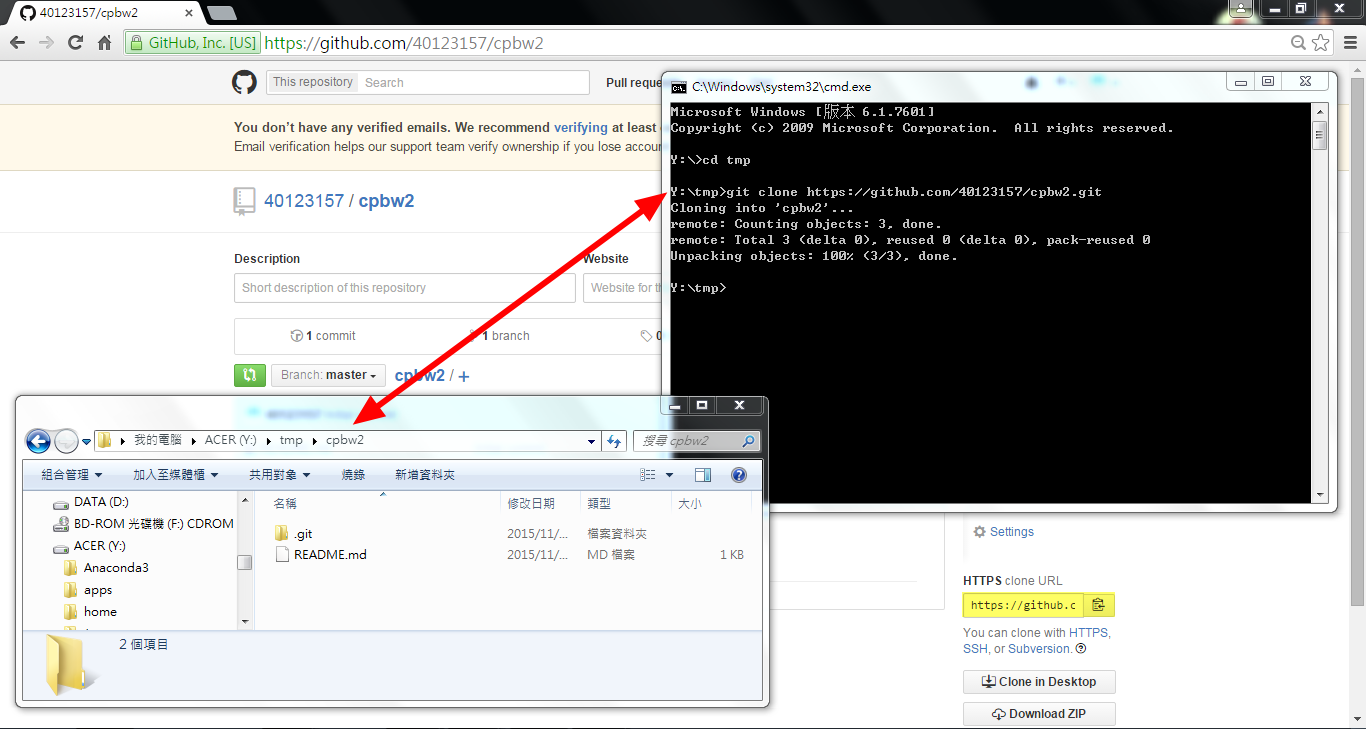 40123157/cpbw2
GitHub, Inc. [US] https://github.com/40123157/cpbw2
This repository Search
Pull reque
You don't have any verified emails. We recommend verifying at least
Email verification helps our support team verify ownership if you lose accou
40123157 / cpbw2
Description
Website
Short description of this repository
Website for th
1 commit
1 branch
0
Branch: master
cpbw2 / +
C:\Windows\system32\cmd.exe
Microsoft Windows [版本 6.1.7601]
Copyright (c) 2009 Microsoft Corporation.  All rights reserved.
Y:\>cd tmp
Y:\tmp>git clone https://github.com/40123157/cpbw2.git
Cloning into 'cpbw2'...
remote: Counting objects: 3, done.
remote: Total 3 (delta 0), reused 0 (delta 0), pack-reused 0
Unpacking objects: 100% (3/3), done.
Y:\tmp>
我的電腦 ACER (Y:) tmp cpbw2
搜尋 cpbw2
組合管理 加入至媒體櫃 共用對象 燒錄 新增資料夾
DATA (D:)
BD-ROM 光碟機 (F:) CDROM
ACER (Y:)
Anaconda3
apps
home
名稱 修改日期 類型 大小
.git 2015/11/... 檔案資料夾
README.md 2015/11/... MD 檔案 1 KB
2 個項目
Settings
HTTPS clone URL
https://github.c
You can clone with HTTPS,
SSH, or Subversion.
Clone in Desktop
Download ZIP